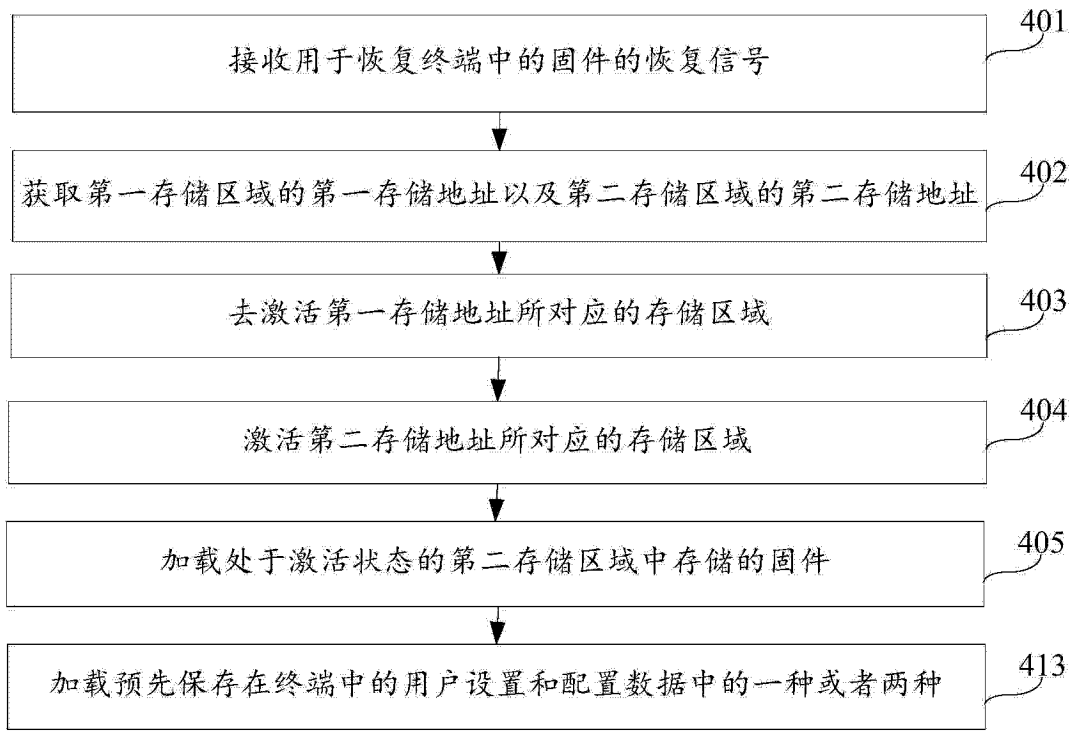 401
接收用于恢复终端中的固件的恢复信号
402
获取第一存储区域的第一存储地址以及第二存储区域的第二存储地址
403
去激活第一存储地址所对应的存储区域
404
激活第二存储地址所对应的存储区域
405
加载处于激活状态的第二存储区域中存储的固件
413
加载预先保存在终端中的用户设置和配置数据中的一种或者两种